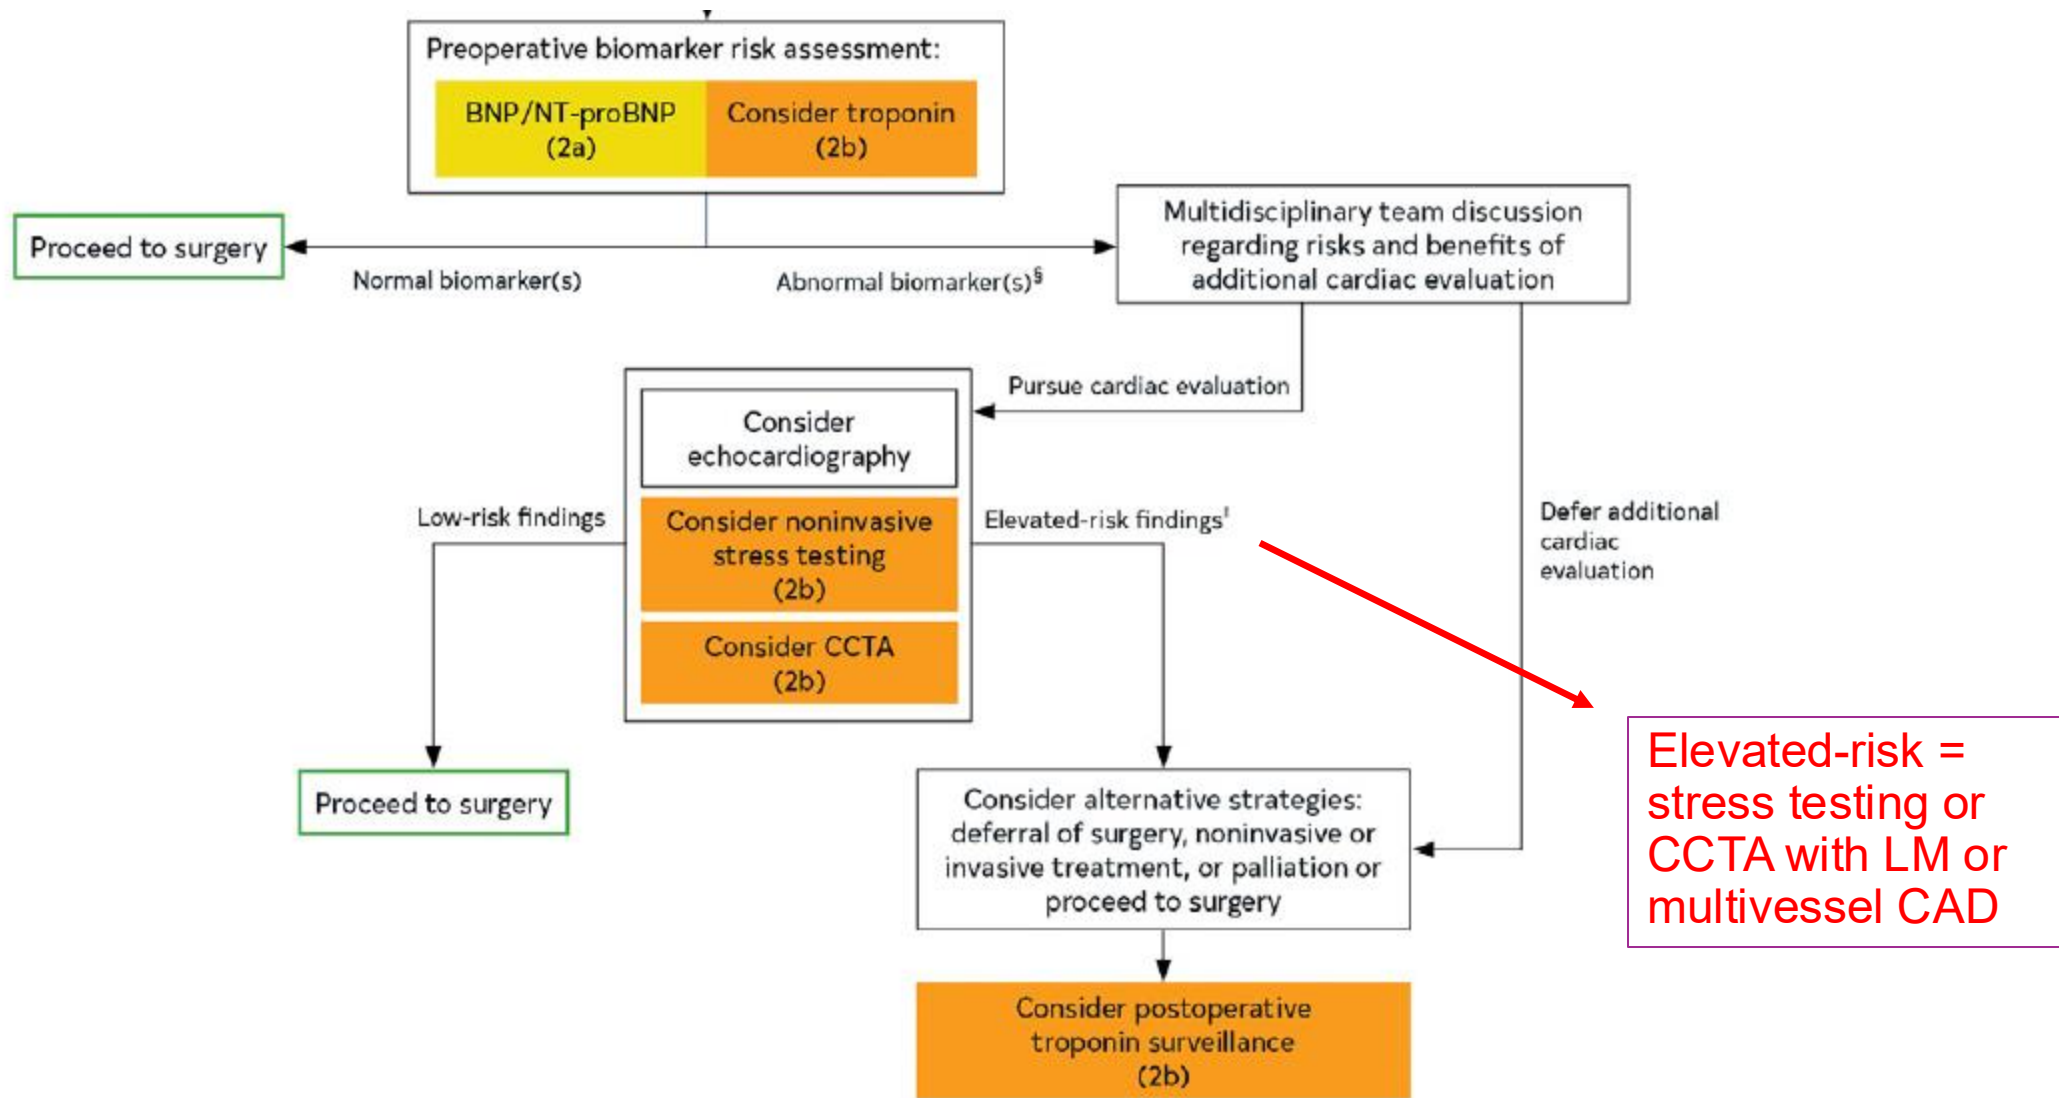 Preoperative biomarker risk assessment:
BNP/NT-proBNP
(2a)
Consider troponin
(2b)
Proceed to surgery
Normal biomarker(s)
Abnormal biomarker(s)§
Multidisciplinary team discussion
regarding risks and benefits of
additional cardiac evaluation
Pursue cardiac evaluation
Consider
echocardiography
Low-risk findings
Consider noninvasive
stress testing
(2b)
Elevated-risk findings‖
Defer additional
cardiac
evaluation
Consider CCTA
(2b)
Elevated-risk =
stress testing or
CCTA with LM or
multivessel CAD
Proceed to surgery
Consider alternative strategies:
deferral of surgery, noninvasive or
invasive treatment, or palliation or
proceed to surgery
Consider postoperative
troponin surveillance
(2b)